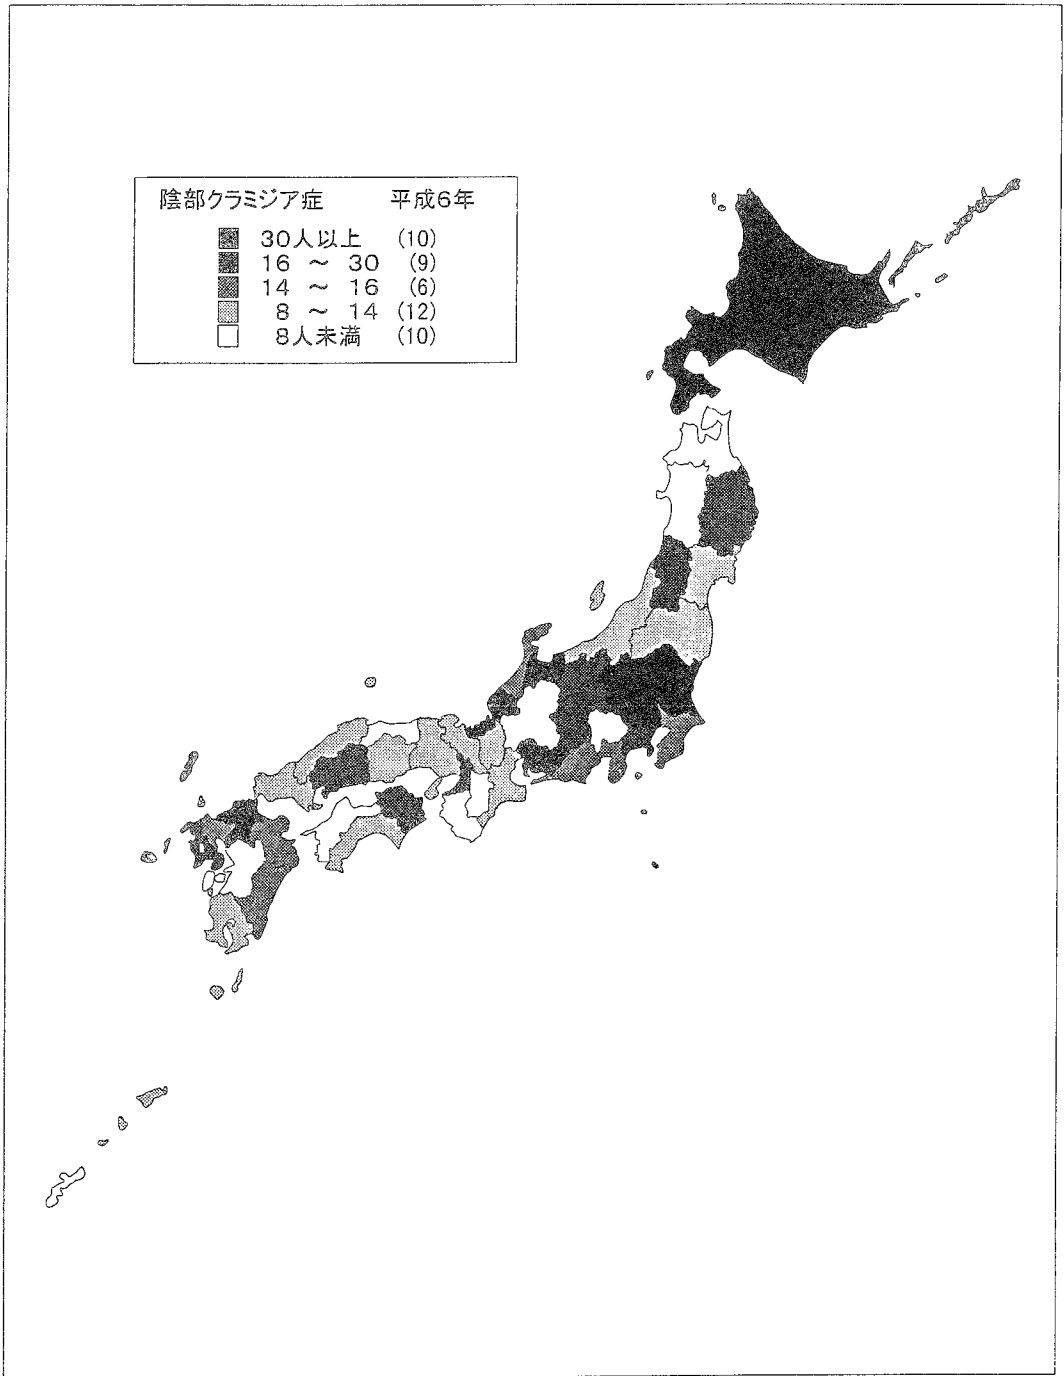 陰部クラミジア症 平成6年
30人以上 (10)
16 ～ 30 (9)
14 ～ 16 (6)
8 ～ 14 (12)
8人未満 (10)